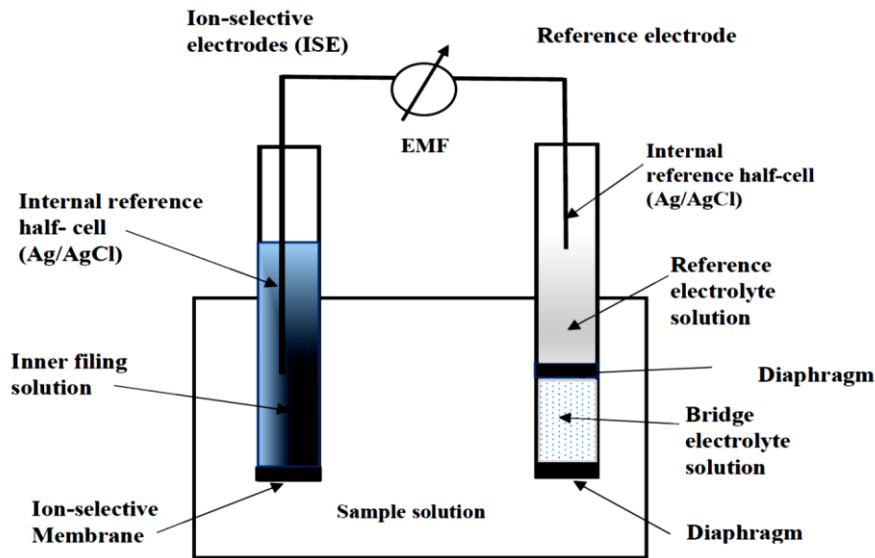 Ion-selective
electrodes (ISE)
Reference electrode
EMF
Internal reference
half- cell
(Ag/AgCl)
Internal
reference half-cell
(Ag/AgCl)
Reference
electrolyte
solution
Inner filing
solution
Diaphragm
Bridge
electrolyte
solution
Ion-selective
Membrane
Sample solution
Diaphragm